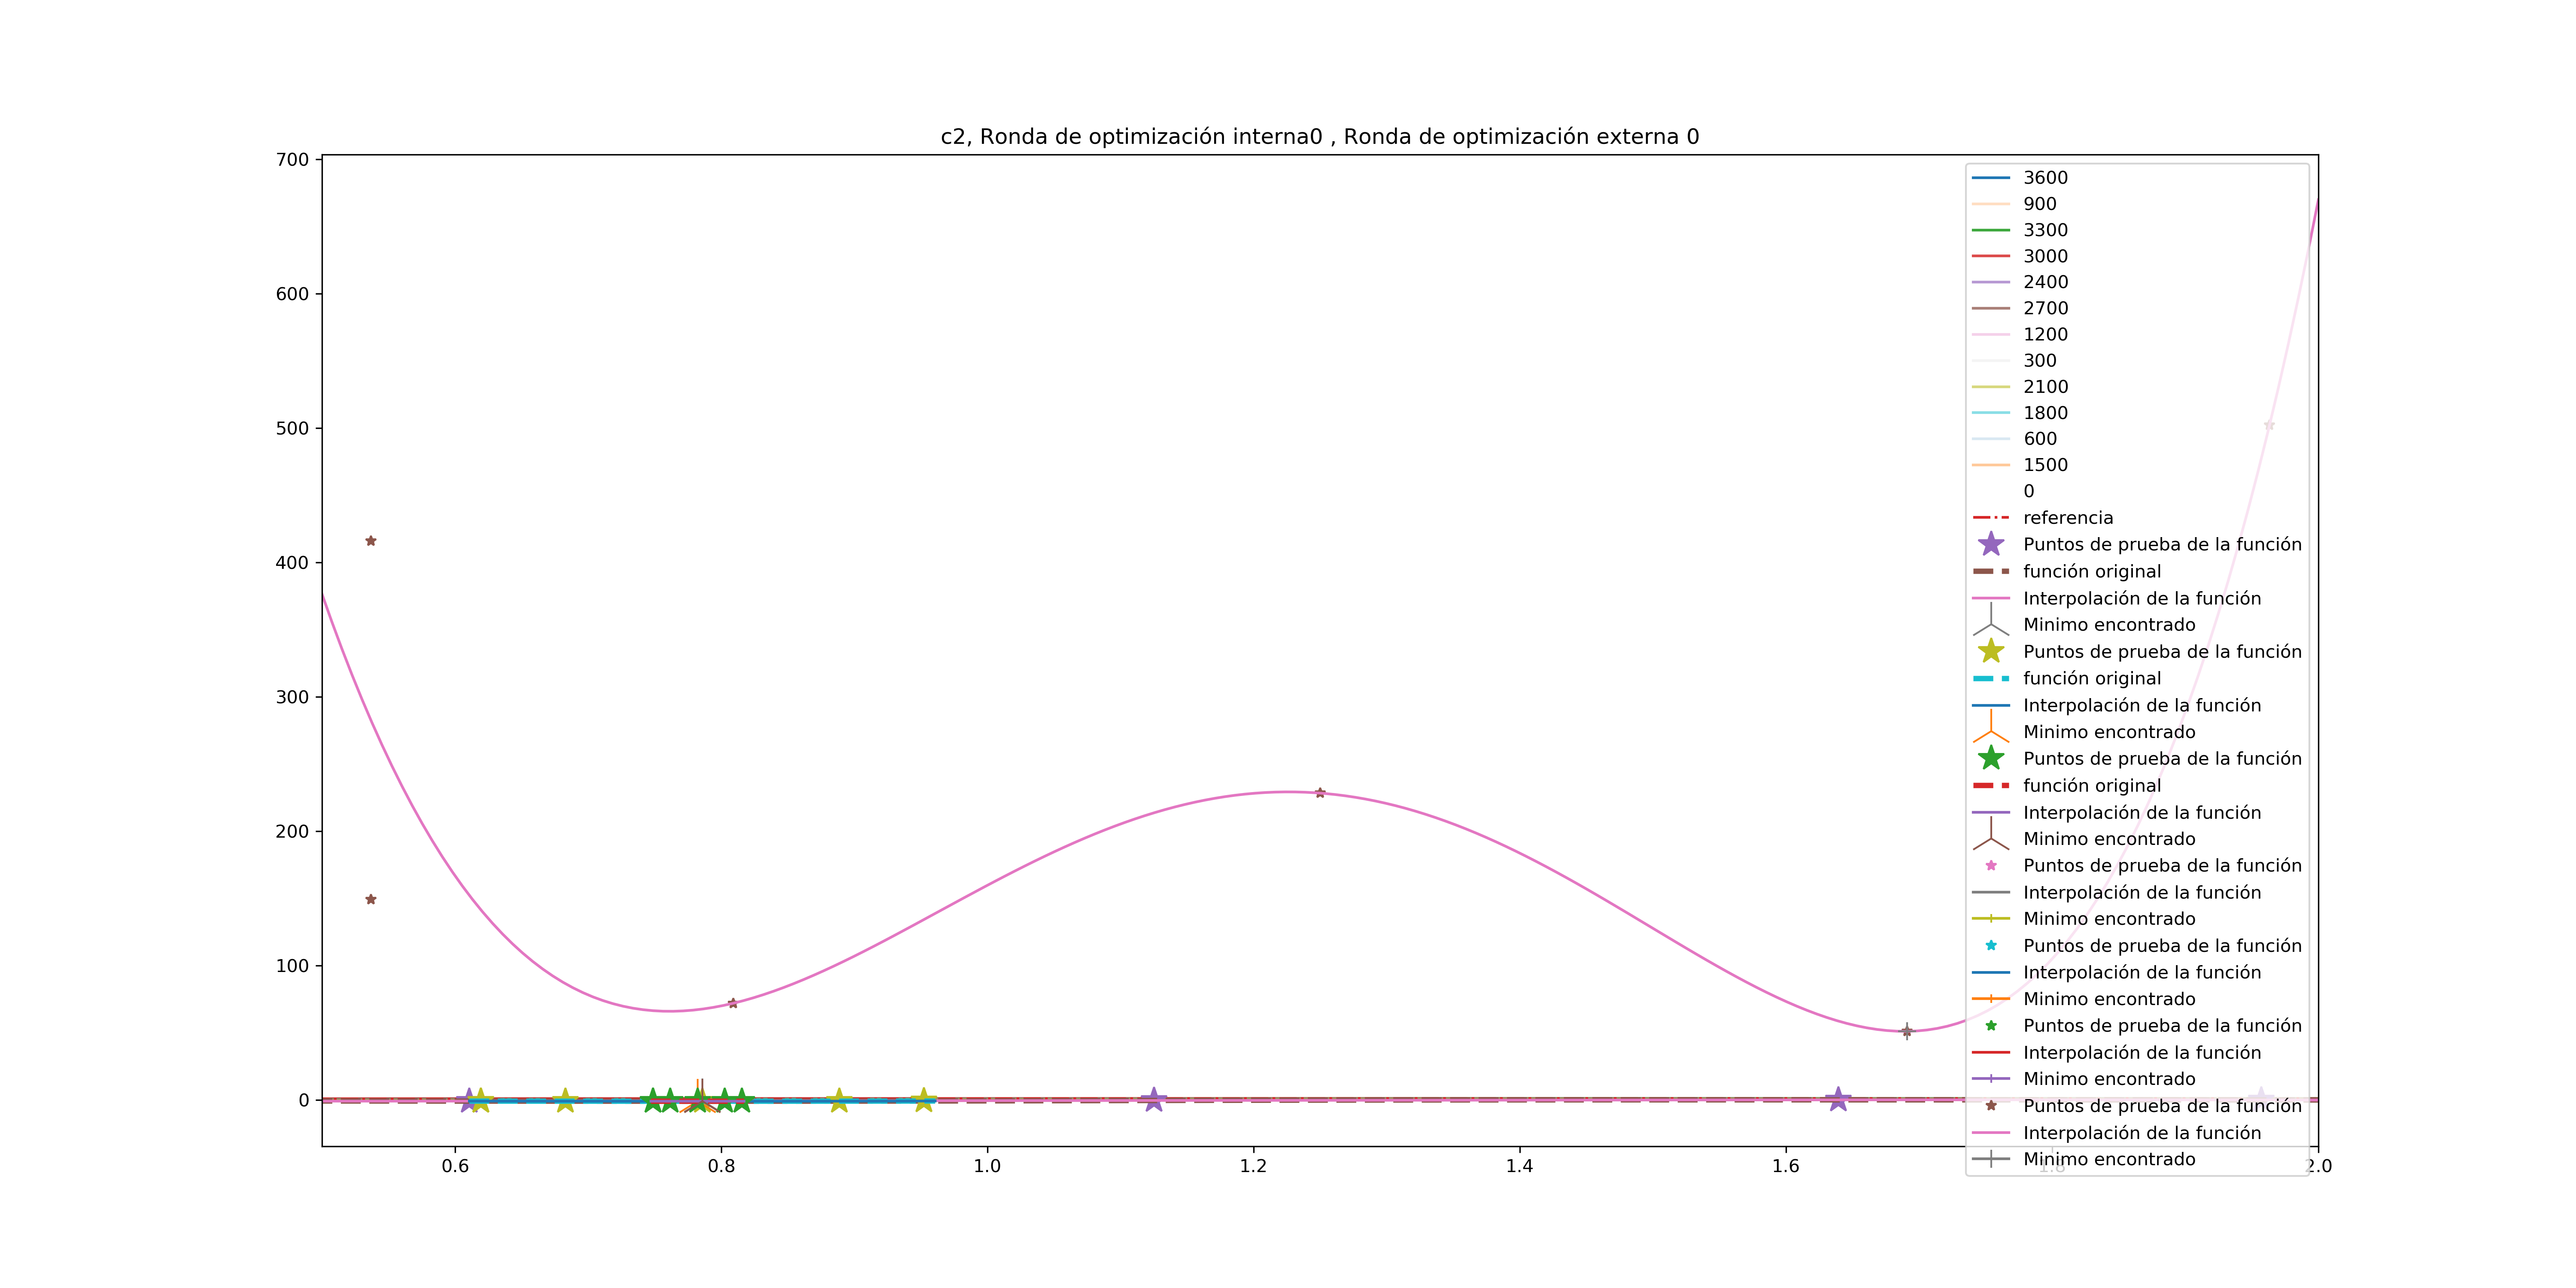 c2, Ronda de optimización interna0 , Ronda de optimización externa 0
700
600
500
400
300
200
100
0
0.6
0.8
1.0
1.2
1.4
1.6
1.8
2.0
3600
900
3300
3000
2400
2700
1200
300
2100
1800
600
1500
0
referencia
Puntos de prueba de la función
función original
Interpolación de la función
Minimo encontrado
Puntos de prueba de la función
función original
Interpolación de la función
Minimo encontrado
Puntos de prueba de la función
función original
Interpolación de la función
Minimo encontrado
Puntos de prueba de la función
Interpolación de la función
Minimo encontrado
Puntos de prueba de la función
Interpolación de la función
Minimo encontrado
Puntos de prueba de la función
Interpolación de la función
Minimo encontrado
Puntos de prueba de la función
Interpolación de la función
Minimo encontrado